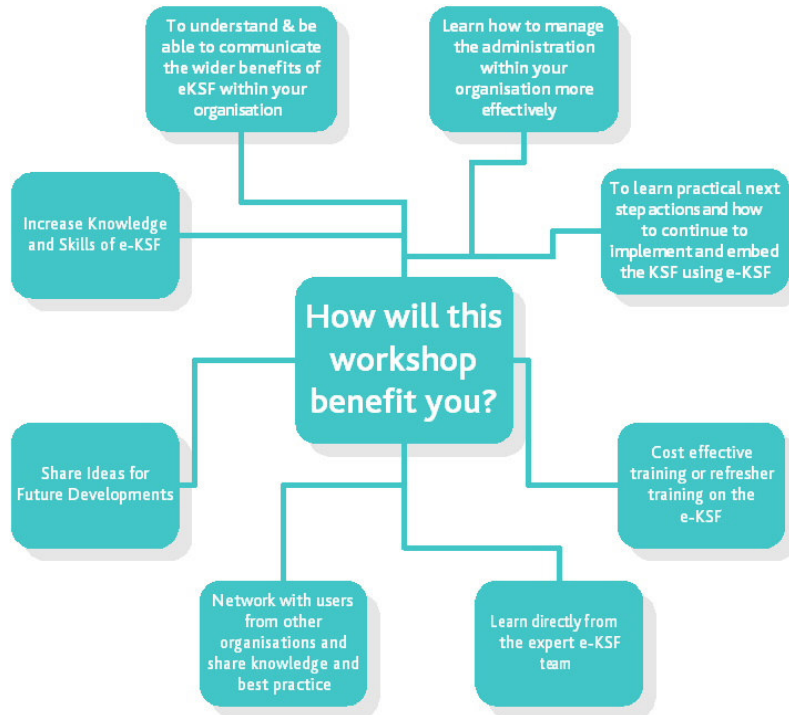 To understand & be
able to communicate
the wider benefits of
eKSF within your
organisation
Learn how to manage
the administration
within your
organisation more
effectively
Increase Knowledge
and Skills of e-KSF
To learn practical next
step actions and how
to continue to
implement and embed
the KSF using e-KSF
How will this
workshop
benefit you?
Share Ideas for
Future Developments
Cost effective
training or refresher
training on the
e-KSF
Network with users
from other
organisations and
share knowledge and
best practice
Learn directly from
the expert e-KSF
team